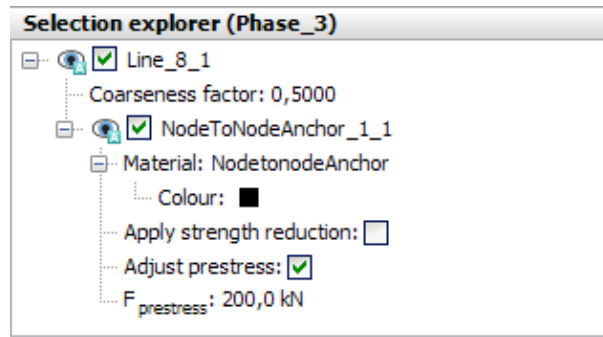 Selection explorer (Phase_3)
Line_8_1
Coarseness factor: 0,5000
NodeToNodeAnchor_1_1
Material: NodetonodeAnchor
Colour:
Apply strength reduction:
Adjust prestress:
Fprestress: 200,0 kN